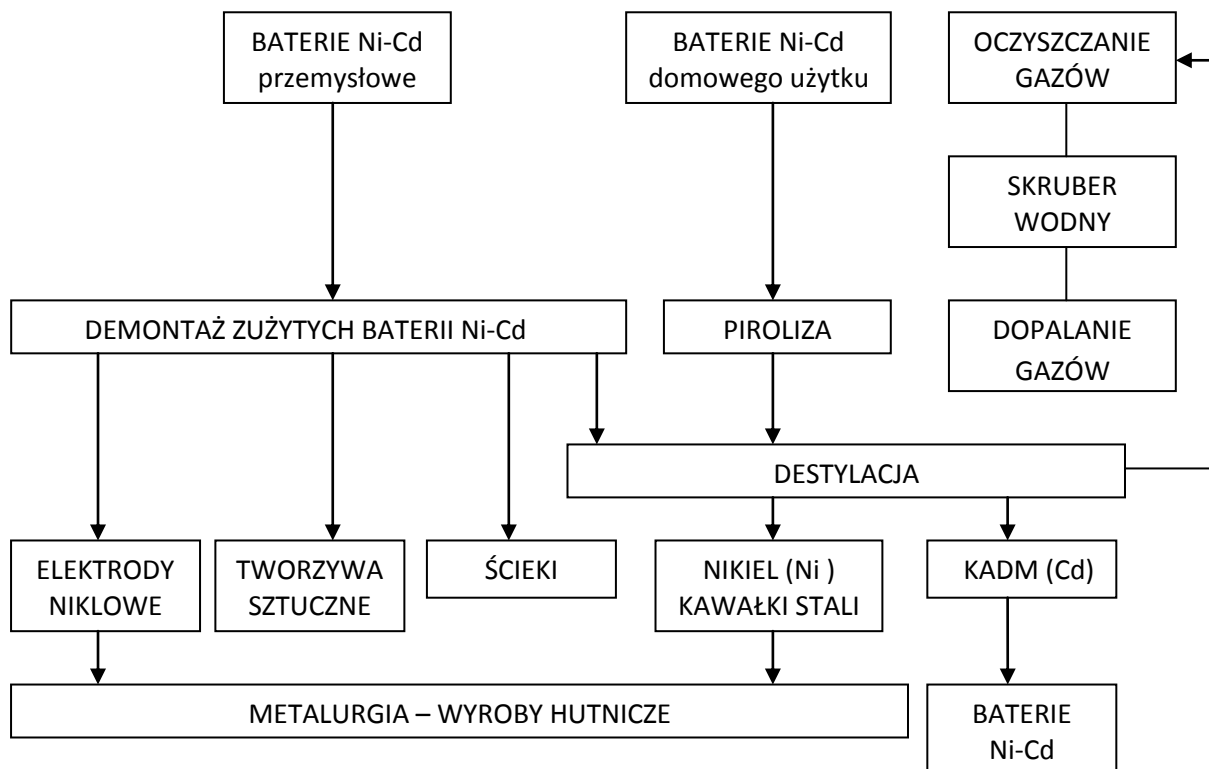 BATERIE Ni-Cd
przemysłowe
BATERIE Ni-Cd
domowego użytku
OCZYSZCZANIE
GAZÓW
SKRUBER
WODNY
DEMONTAŻ ZUŻYTYCH BATERII Ni-Cd
PIROLIZA
DOPALANIE
GAZÓW
DESTYLACJA
ELEKTRODY
NIKLOWE
TWORZYWA
SZTUCZNE
ŚCIEKI
NIKIEL (Ni )
KAWAŁKI STALI
KADM (Cd)
METALURGIA – WYROBY HUTNICZE
BATERIE
Ni-Cd